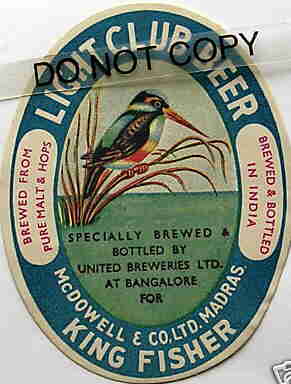 DO NOT COPY
LIGHT CLUB BEER
BREWED FROM
PURE MALT & HOPS
BREWED & BOTTLED
IN INDIA
SPECIALLY BREWED &
BOTTLED BY
UNITED BREWERIES LTD.
AT BANGALORE
FOR
McDOWELL & CO. LTD. MADRAS
KING FISHER